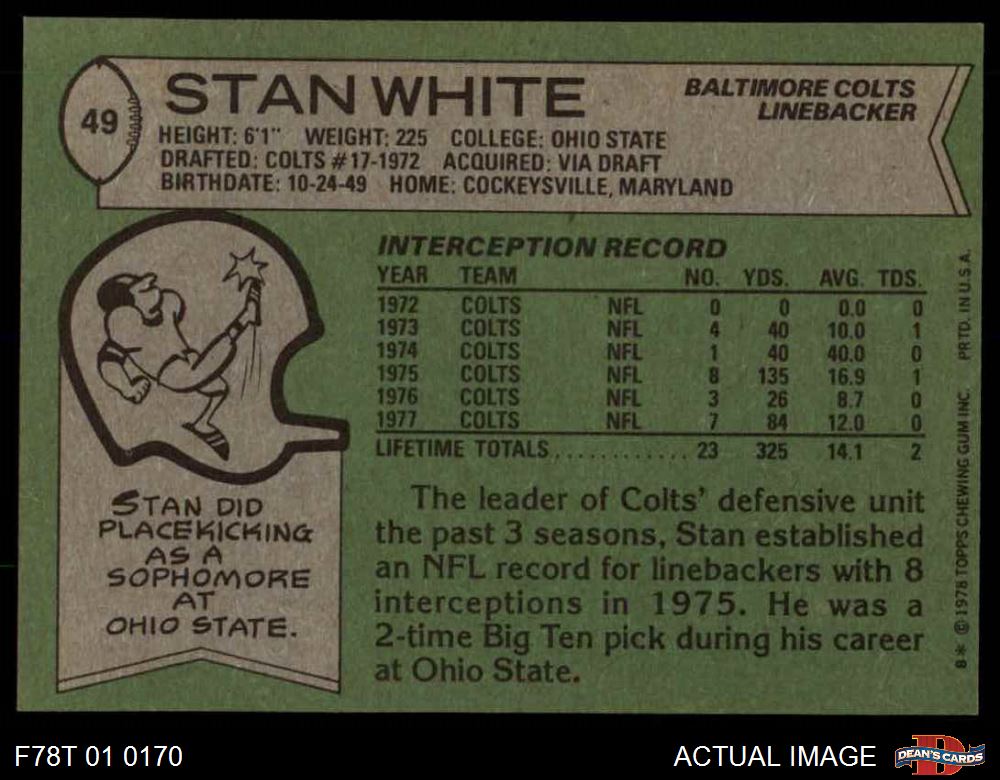 49
STAN WHITE
BALTIMORE COLTS
LINEBACKER
HEIGHT: 6'1" WEIGHT: 225 COLLEGE: OHIO STATE
DRAFTED: COLTS #17-1972 ACQUIRED: VIA DRAFT
BIRTHDATE: 10-24-49 HOME: COCKEYSVILLE, MARYLAND
INTERCEPTION RECORD
YEAR TEAM NO. YDS. AVG. TDS.
1972 COLTS NFL 0 0 0.0 0
1973 COLTS NFL 4 40 10.0 1
1974 COLTS NFL 1 40 40.0 0
1975 COLTS NFL 8 135 16.9 1
1976 COLTS NFL 3 26 8.7 0
1977 COLTS NFL 7 84 12.0 0
LIFETIME TOTALS............ 23 325 14.1 2
The leader of Colts' defensive unit
the past 3 seasons, Stan established
an NFL record for linebackers with 8
interceptions in 1975. He was a
2-time Big Ten pick during his career
at Ohio State.
STAN DID
PLACEKICKING
AS A
SOPHOMORE
AT
OHIO STATE.
8* © 1978 TOPPS CHEWING GUM INC. PRTD. IN U.S.A.
F78T 01 0170
ACTUAL IMAGE
D
DEAN'S CARDS